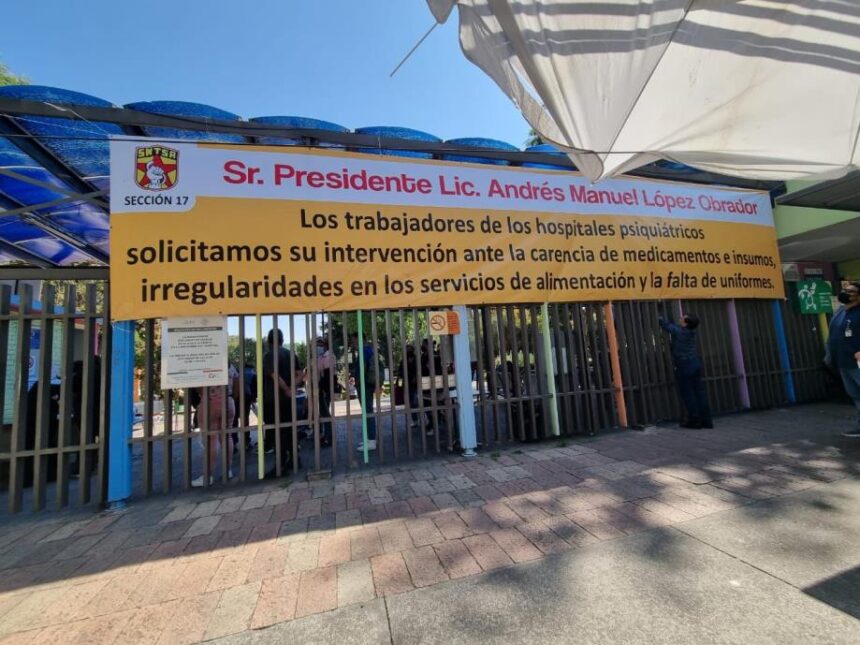 SNTSA
SECCIÓN 17
Sr. Presidente Lic. Andrés Manuel López Obrador
Los trabajadores de los hospitales psiquiátricos
solicitamos su intervención ante la carencia de medicamentos e insumos,
irregularidades en los servicios de alimentación y la falta de uniformes.